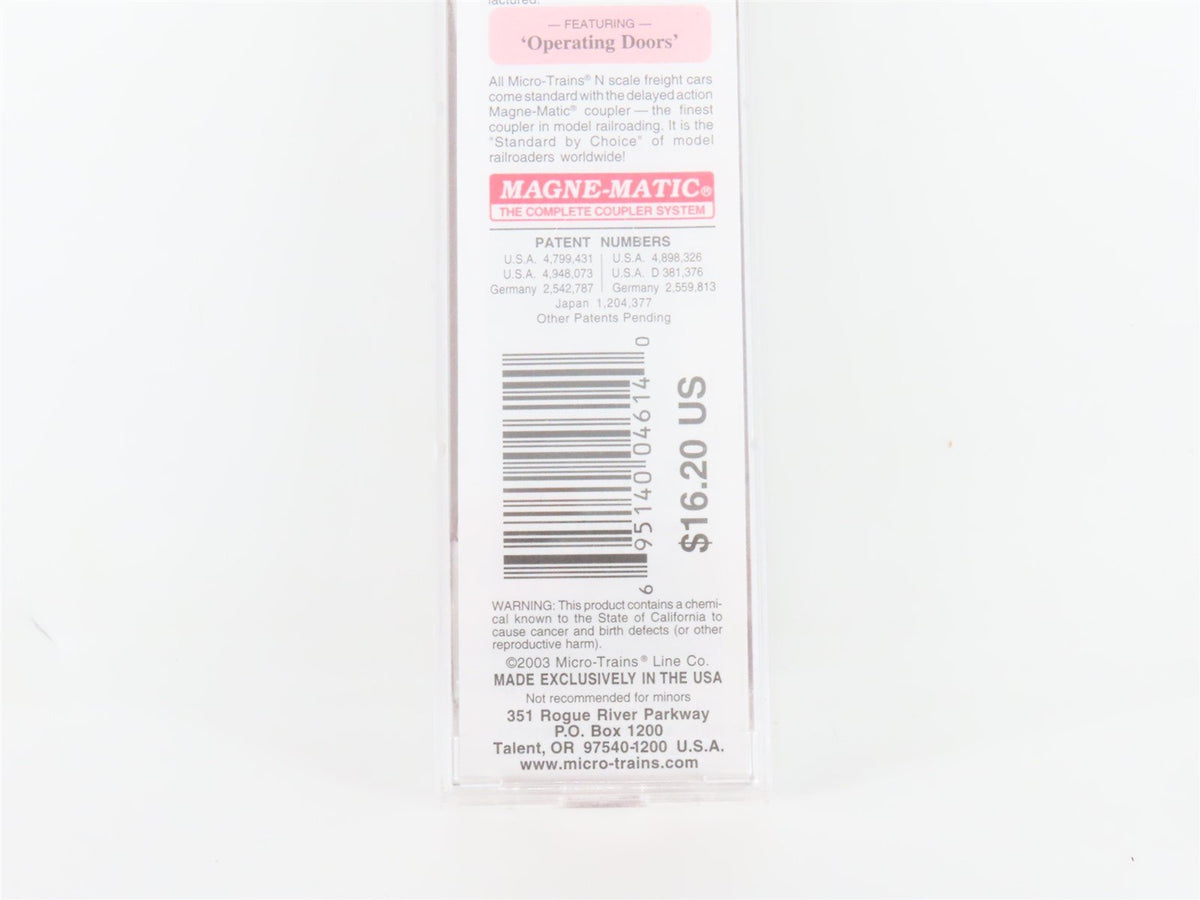 factured.
— FEATURING —
'Operating Doors'
All Micro-Trains® N scale freight cars
come standard with the delayed action
Magne-Matic® coupler — the finest
coupler in model railroading. It is the
"Standard by Choice" of model
railroaders worldwide!
MAGNE-MATIC®
THE COMPLETE COUPLER SYSTEM
PATENT NUMBERS
U.S.A. 4,799,431 U.S.A. 4,898,326
U.S.A. 4,948,073 U.S.A. D 381,376
Germany 2,542,787 Germany 2,559,813
Japan 1,204,377
Other Patents Pending
6 95140 04614 0
$16.20 US
WARNING: This product contains a chemi-
cal known to the State of California to
cause cancer and birth defects (or other
reproductive harm).
©2003 Micro-Trains® Line Co.
MADE EXCLUSIVELY IN THE USA
Not recommended for minors
351 Rogue River Parkway
P.O. Box 1200
Talent, OR 97540-1200 U.S.A.
www.micro-trains.com